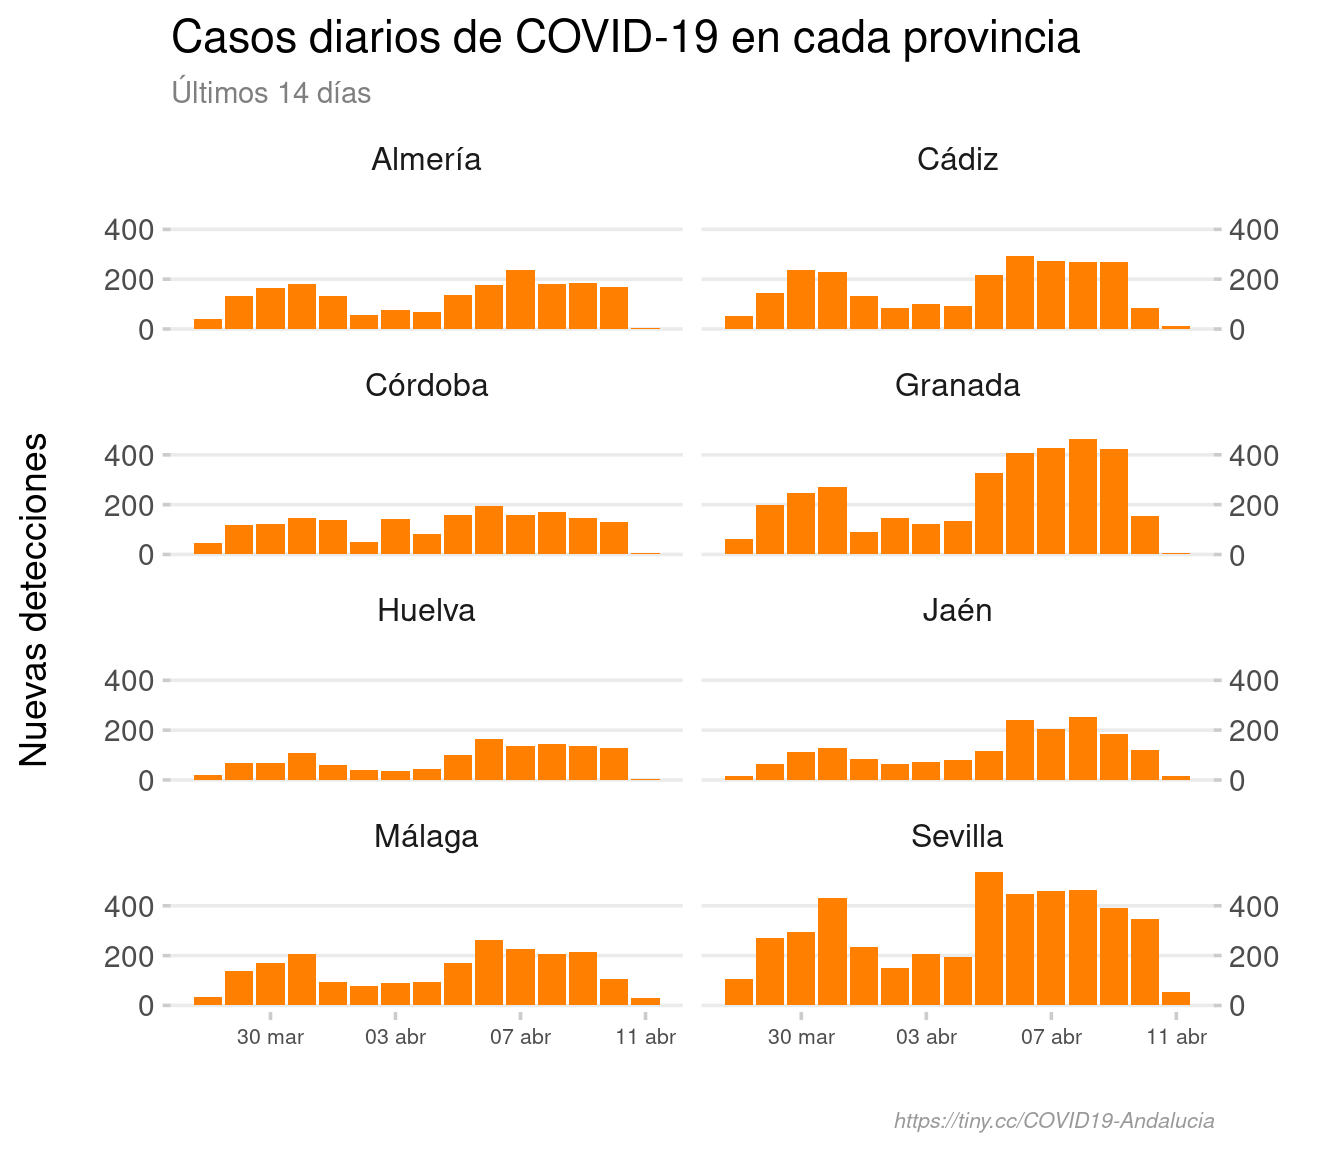 Casos diarios de COVID-19 en cada provincia
Últimos 14 días
Nuevas detecciones
Almería
Cádiz
400
200
0
400
200
0
Córdoba
Granada
400
200
0
400
200
0
Huelva
Jaén
400
200
0
400
200
0
Málaga
Sevilla
400
200
0
400
200
0
30 mar 03 abr 07 abr 11 abr
30 mar 03 abr 07 abr 11 abr
https://tiny.cc/COVID19-Andalucia